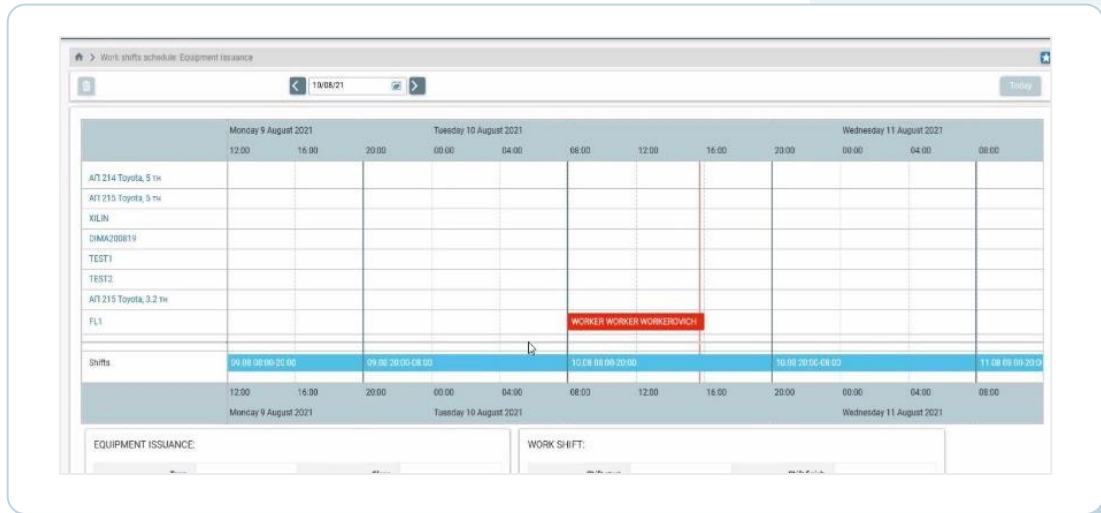 Work shifts schedule: Equipment issuance
10/08/21
Today
Monday 9 August 2021 Tuesday 10 August 2021 Wednesday 11 August 2021
12:00 16:00 20:00 00:00 04:00 08:00 12:00 16:00 20:00 00:00 04:00 08:00
АП 214 Toyota, 5 тн
АП 215 Toyota, 5 тн
XILIN
DIMA200819
TEST1
TEST2
АП 215 Toyota, 3.2 тн
FL1 WORKER WORKER WORKEROVICH
Shifts 09.08 08:00-20:00 09.08 20:00-08:00 10.08 08:00-20:00 10.08 20:00-08:00 11.08 08:00-20:0
12:00 16:00 20:00 00:00 04:00 08:00 12:00 16:00 20:00 00:00 04:00 08:00
Monday 9 August 2021 Tuesday 10 August 2021 Wednesday 11 August 2021
EQUIPMENT ISSUANCE: WORK SHIFT: